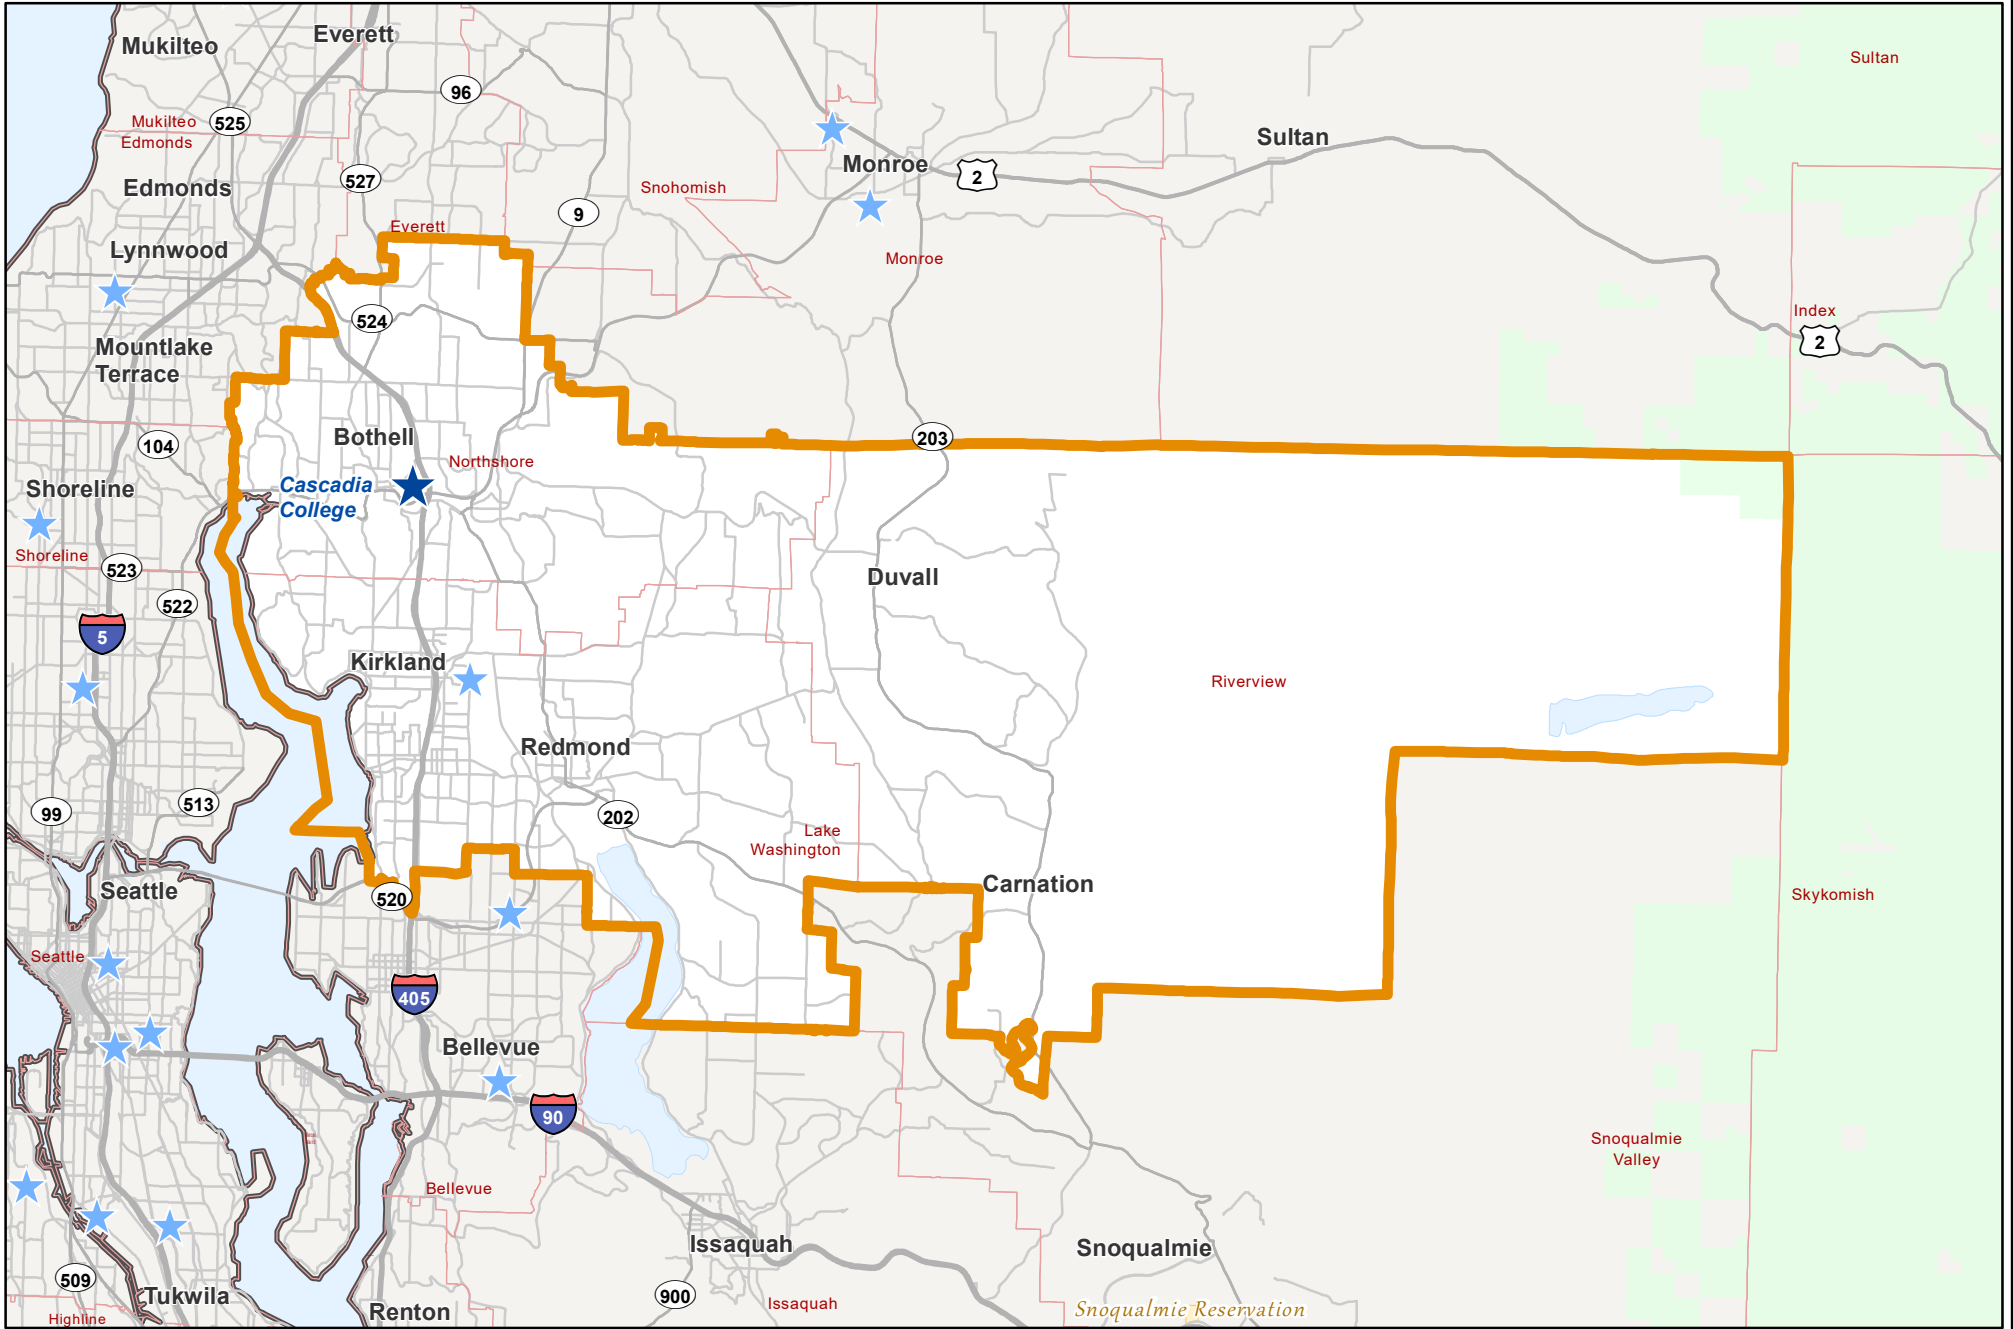 Mukilteo
Everett
Sultan
96
Mukilteo
525
Edmonds
Sultan
Monroe
2
527
Edmonds
Snohomish
9
Everett
Lynnwood
Monroe
Index
2
524
Mountlake
Terrace
Bothell
203
104
Northshore
Shoreline
Cascadia
College
Shoreline
523
Duvall
522
5
Kirkland
Riverview
Redmond
99
513
202
Lake
Washington
Seattle
520
Carnation
Skykomish
Seattle
405
Bellevue
90
Snoqualmie
Valley
Bellevue
Issaquah
Snoqualmie
509
Tukwila
900
Issaquah
Renton
Snoqualmie Reservation
Highline